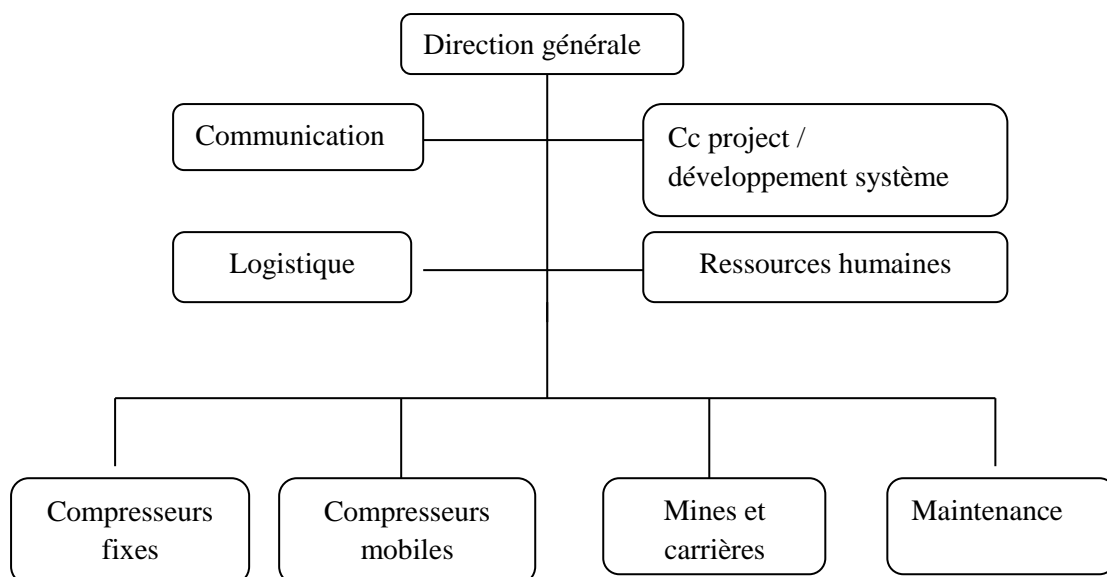 Direction générale
Communication
Cc project /
développement système
Logistique
Ressources humaines
Compresseurs
fixes
Compresseurs
mobiles
Mines et
carrières
Maintenance